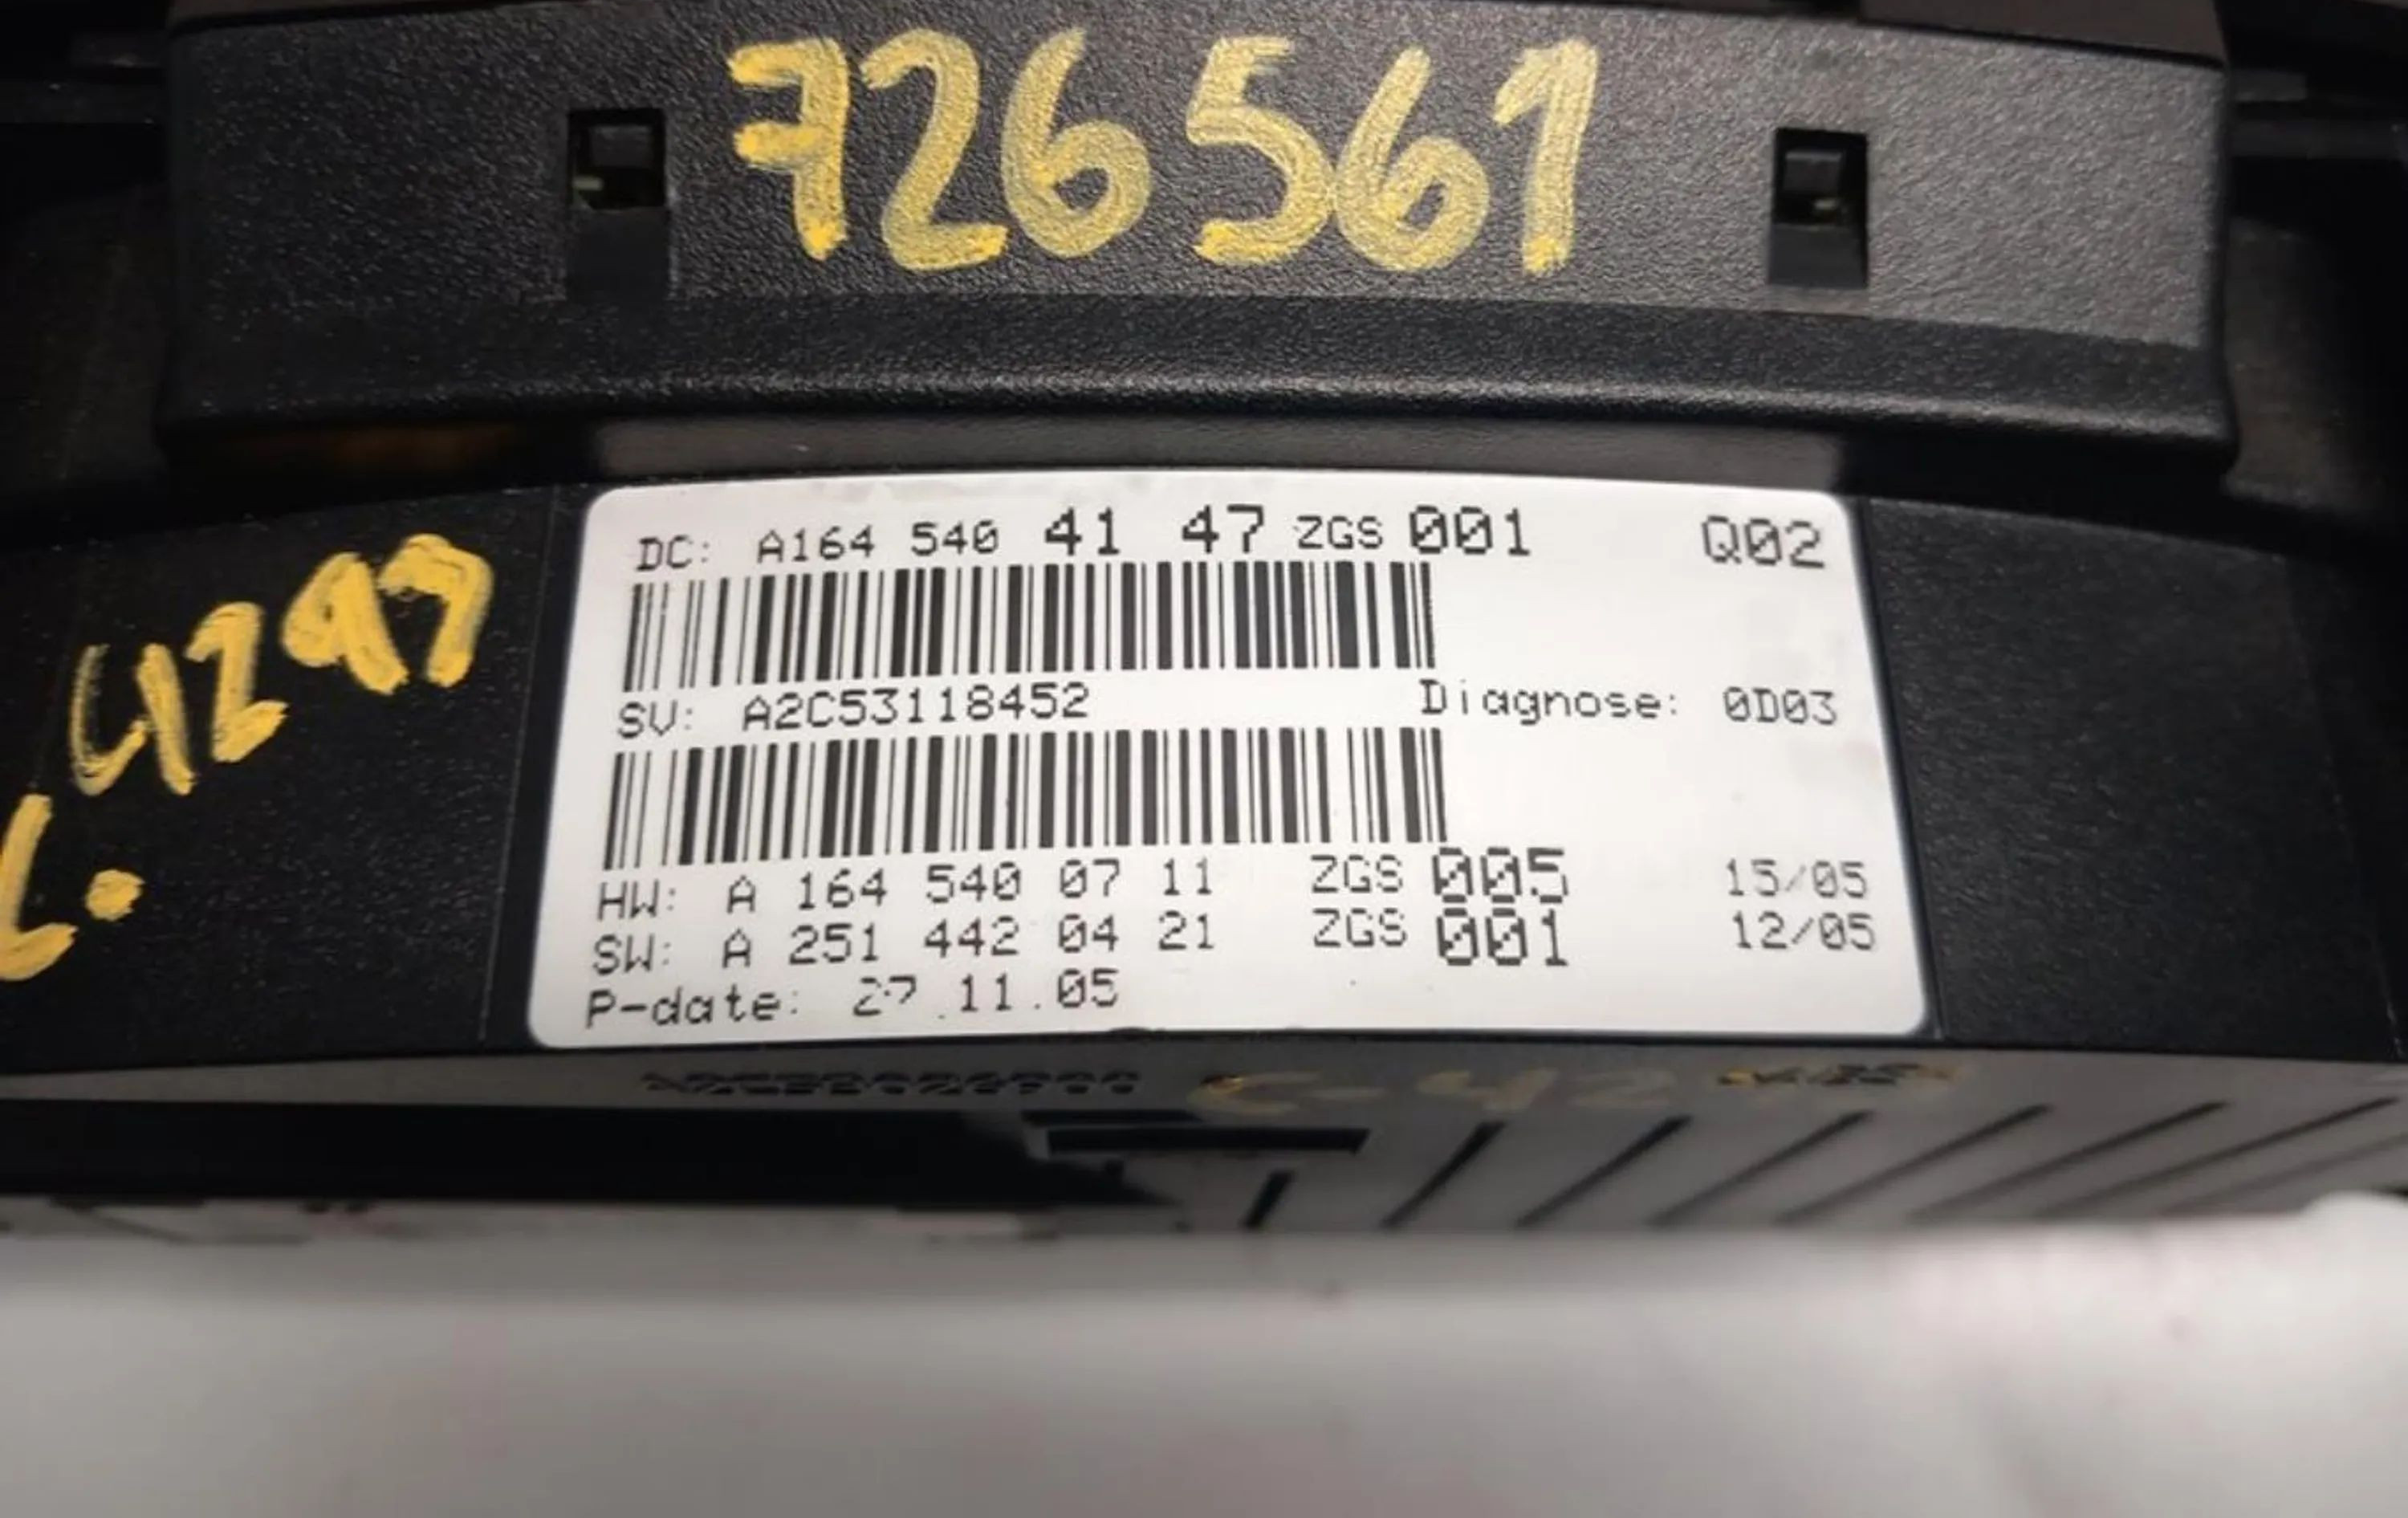 726561
DC: A164 540 41 47 ZGS 001 Q02
SV: A2C53118452 Diagnose: 0D03
HW: A 164 540 07 11 ZGS 005 15/05
SW: A 251 442 04 21 ZGS 001 12/05
P-date: 27.11.05
4297